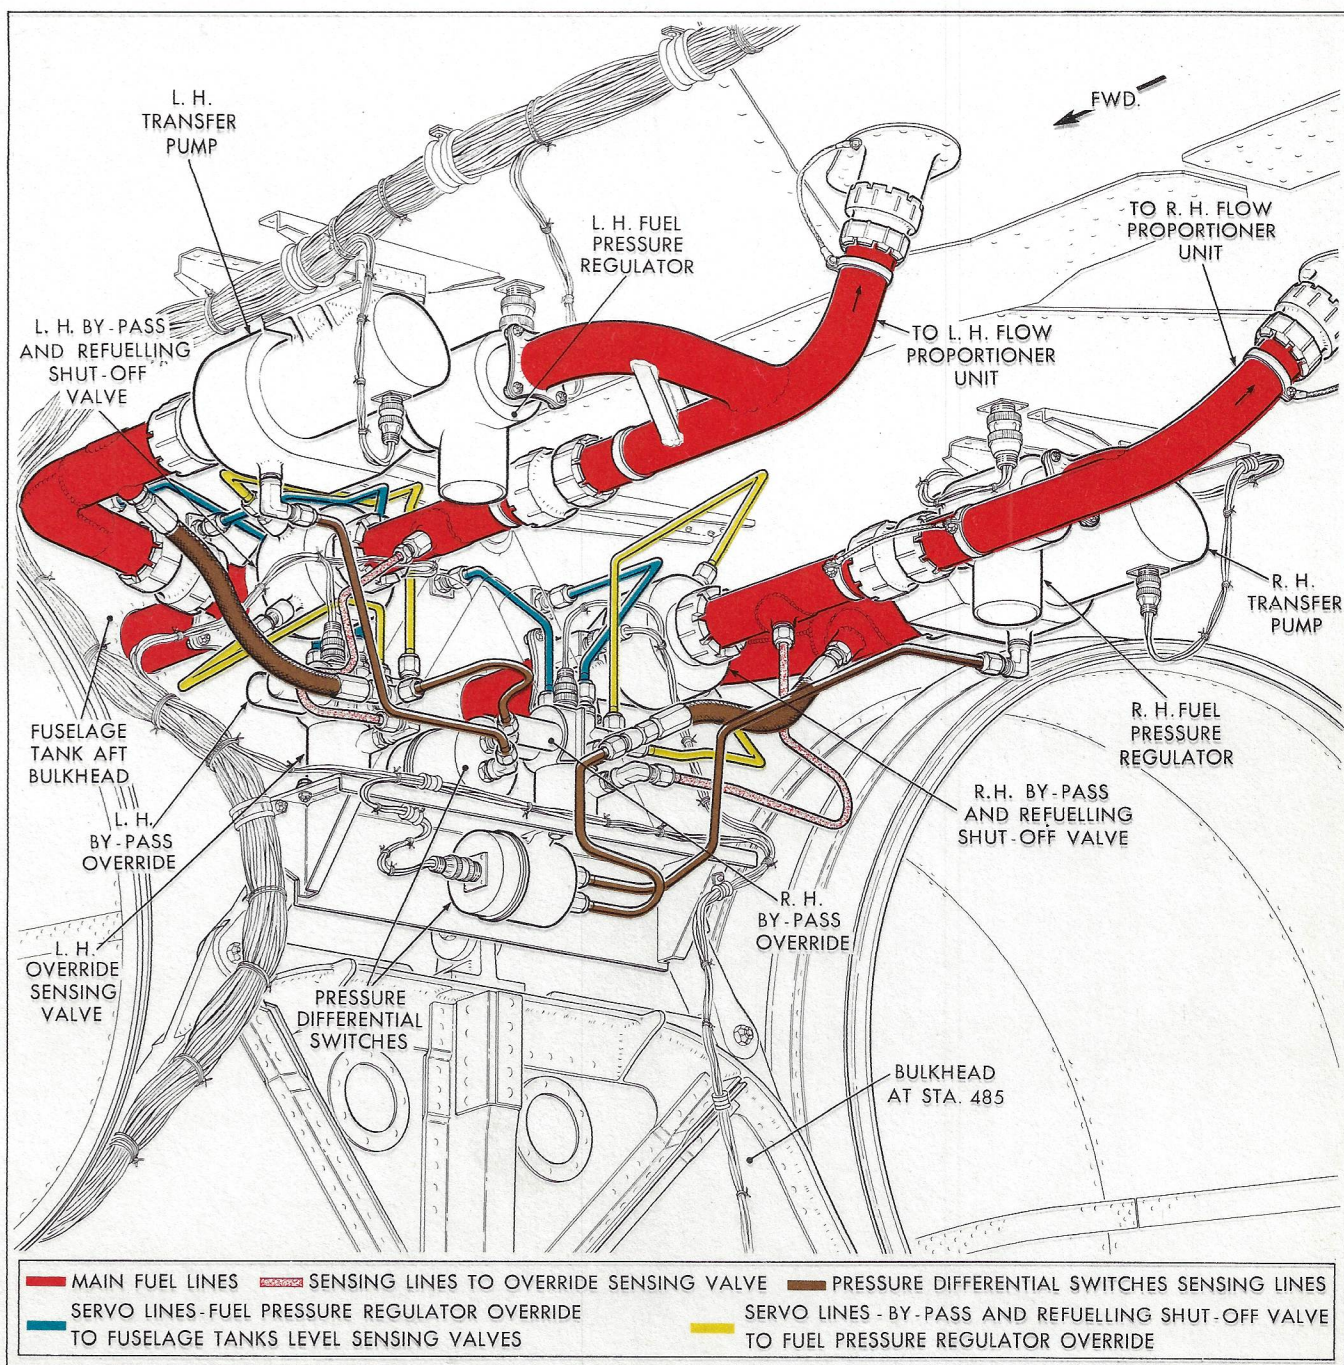 FWD.
L. H.
TRANSFER
PUMP
L. H. FUEL
PRESSURE
REGULATOR
TO R. H. FLOW
PROPORTIONER
UNIT
L. H. BY-PASS
AND REFUELLING
SHUT-OFF
VALVE
TO L. H. FLOW
PROPORTIONER
UNIT
R. H.
TRANSFER
PUMP
FUSELAGE
TANK AFT
BULKHEAD
R. H. FUEL
PRESSURE
REGULATOR
L. H.
BY-PASS
OVERRIDE
R.H. BY-PASS
AND REFUELLING
SHUT-OFF VALVE
R. H.
BY-PASS
OVERRIDE
L. H.
OVERRIDE
SENSING
VALVE
PRESSURE
DIFFERENTIAL
SWITCHES
BULKHEAD
AT STA. 485
MAIN FUEL LINES
SENSING LINES TO OVERRIDE SENSING VALVE
PRESSURE DIFFERENTIAL SWITCHES SENSING LINES
SERVO LINES-FUEL PRESSURE REGULATOR OVERRIDE
TO FUSELAGE TANKS LEVEL SENSING VALVES
SERVO LINES - BY-PASS AND REFUELLING SHUT-OFF VALVE
TO FUEL PRESSURE REGULATOR OVERRIDE